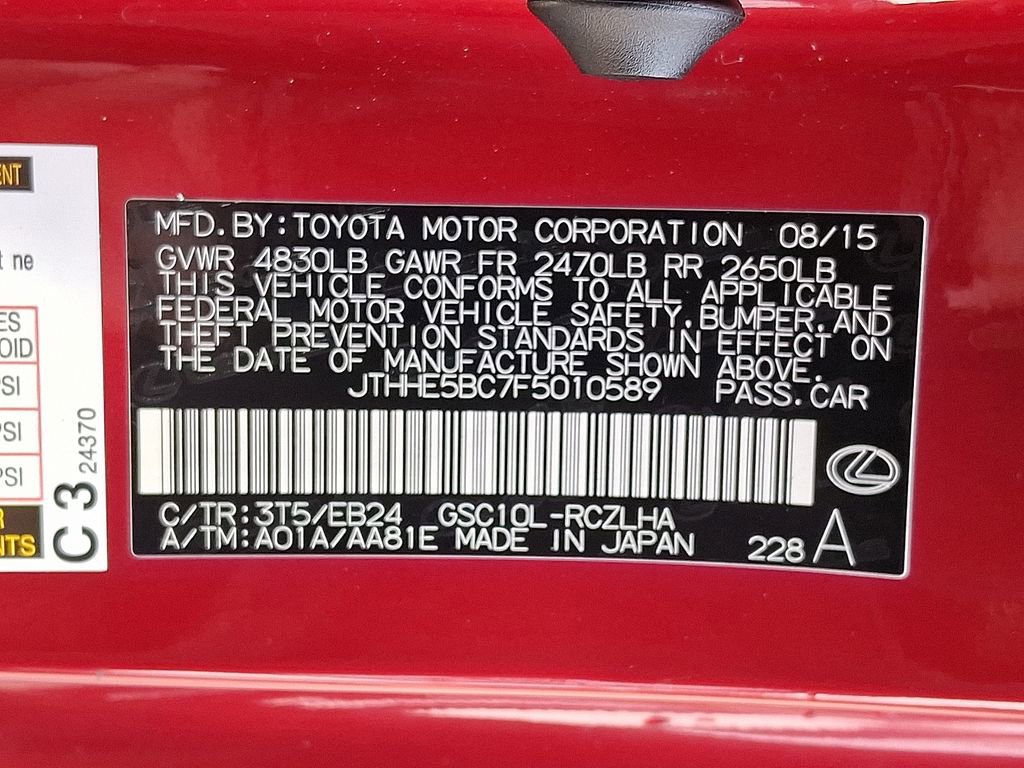 MFD. BY: TOYOTA MOTOR CORPORATION 08/15
GVWR 4830LB GAWR FR 2470LB RR 2650LB
THIS VEHICLE CONFORMS TO ALL APPLICABLE
FEDERAL MOTOR VEHICLE SAFETY, BUMPER, AND
THEFT PREVENTION STANDARDS IN EFFECT ON
THE DATE OF MANUFACTURE SHOWN ABOVE.
JTHHE5BC7F5010589 PASS. CAR
C/TR: 3T5/EB24 GSC10L-RCZLHA
A/TM: A01A/AA81E MADE IN JAPAN 228 A
ENT
t ne
ES
OID
PSI
PSI
PSI
R
NTS
C3 24370